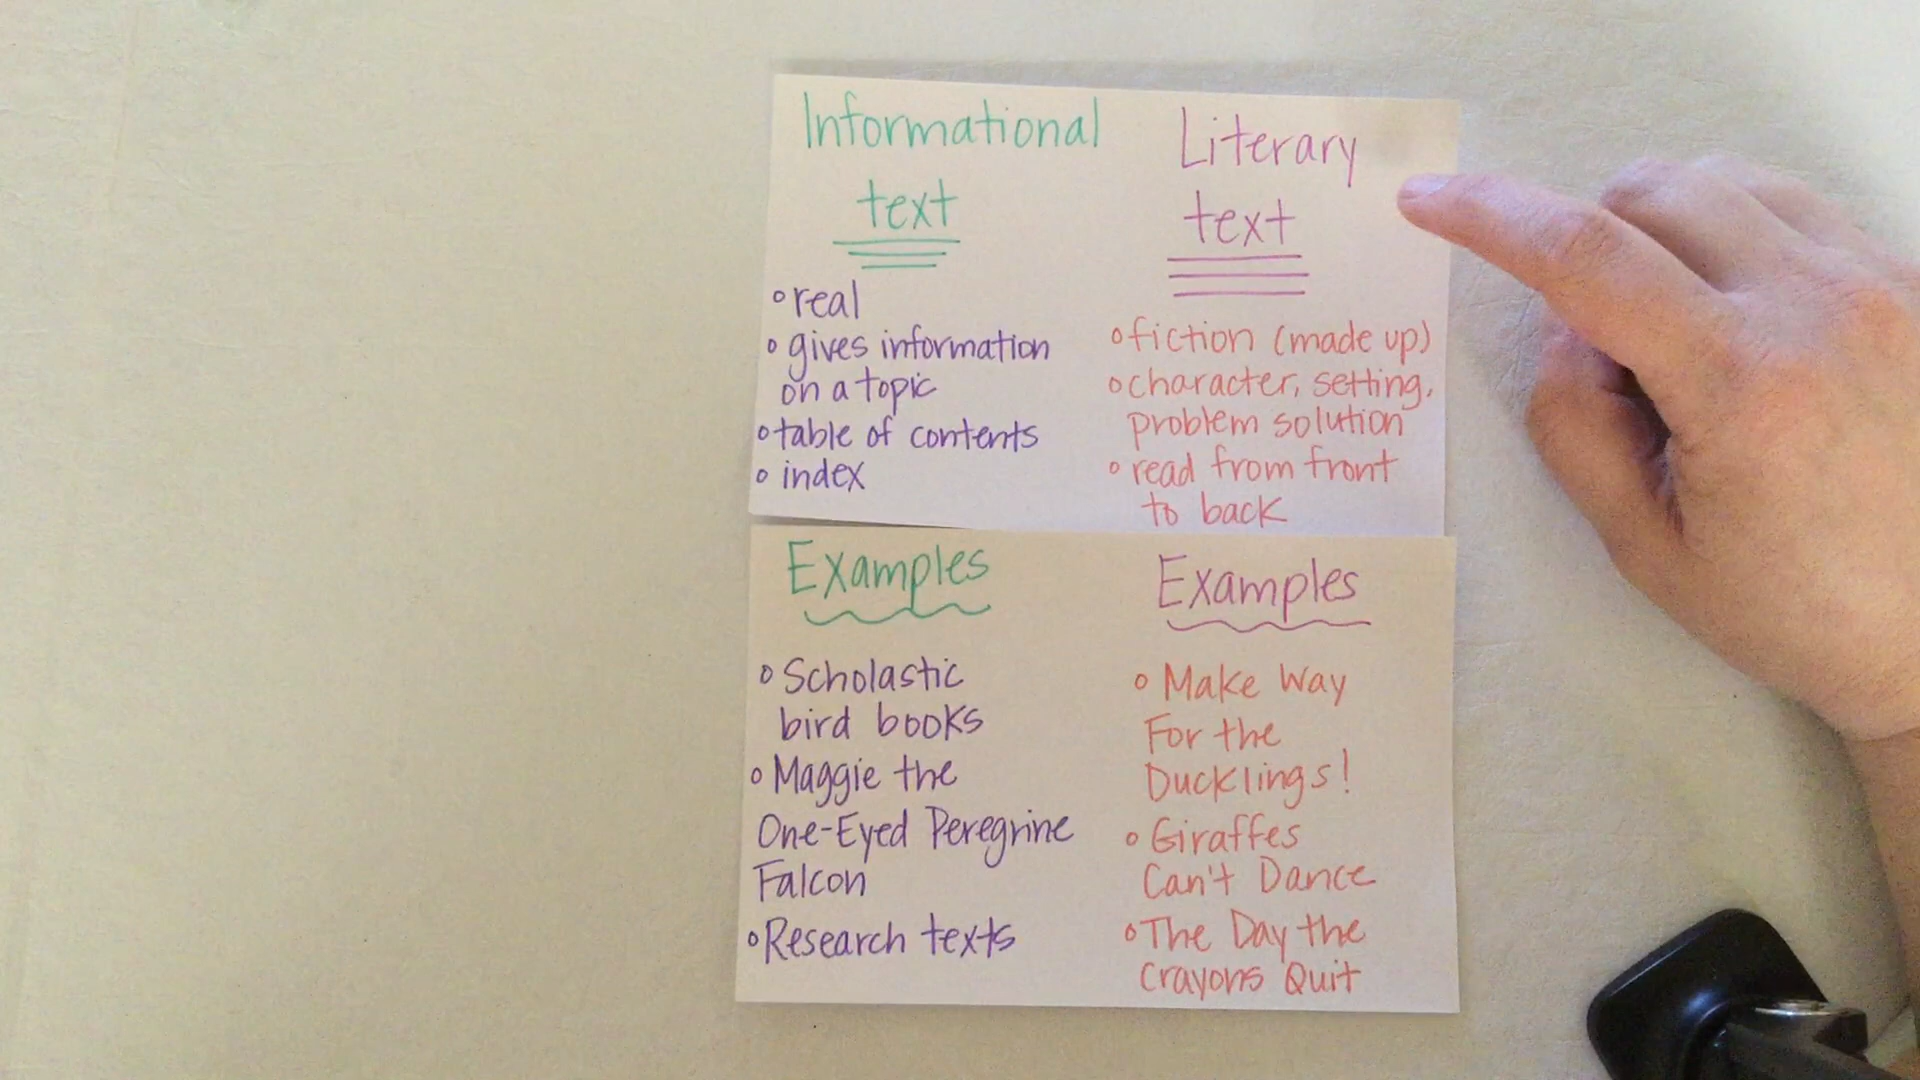 Informational
text
o real
o gives information
on a topic
o table of contents
o index
Literary
text
o fiction (made up)
o character, setting,
problem solution
o read from front
to back
Examples
o Scholastic
bird books
o Maggie the
One-Eyed Peregrine
Falcon
o Research texts
Examples
o Make Way
For the
Ducklings!
o Giraffes
Can't Dance
o The Day the
Crayons Quit